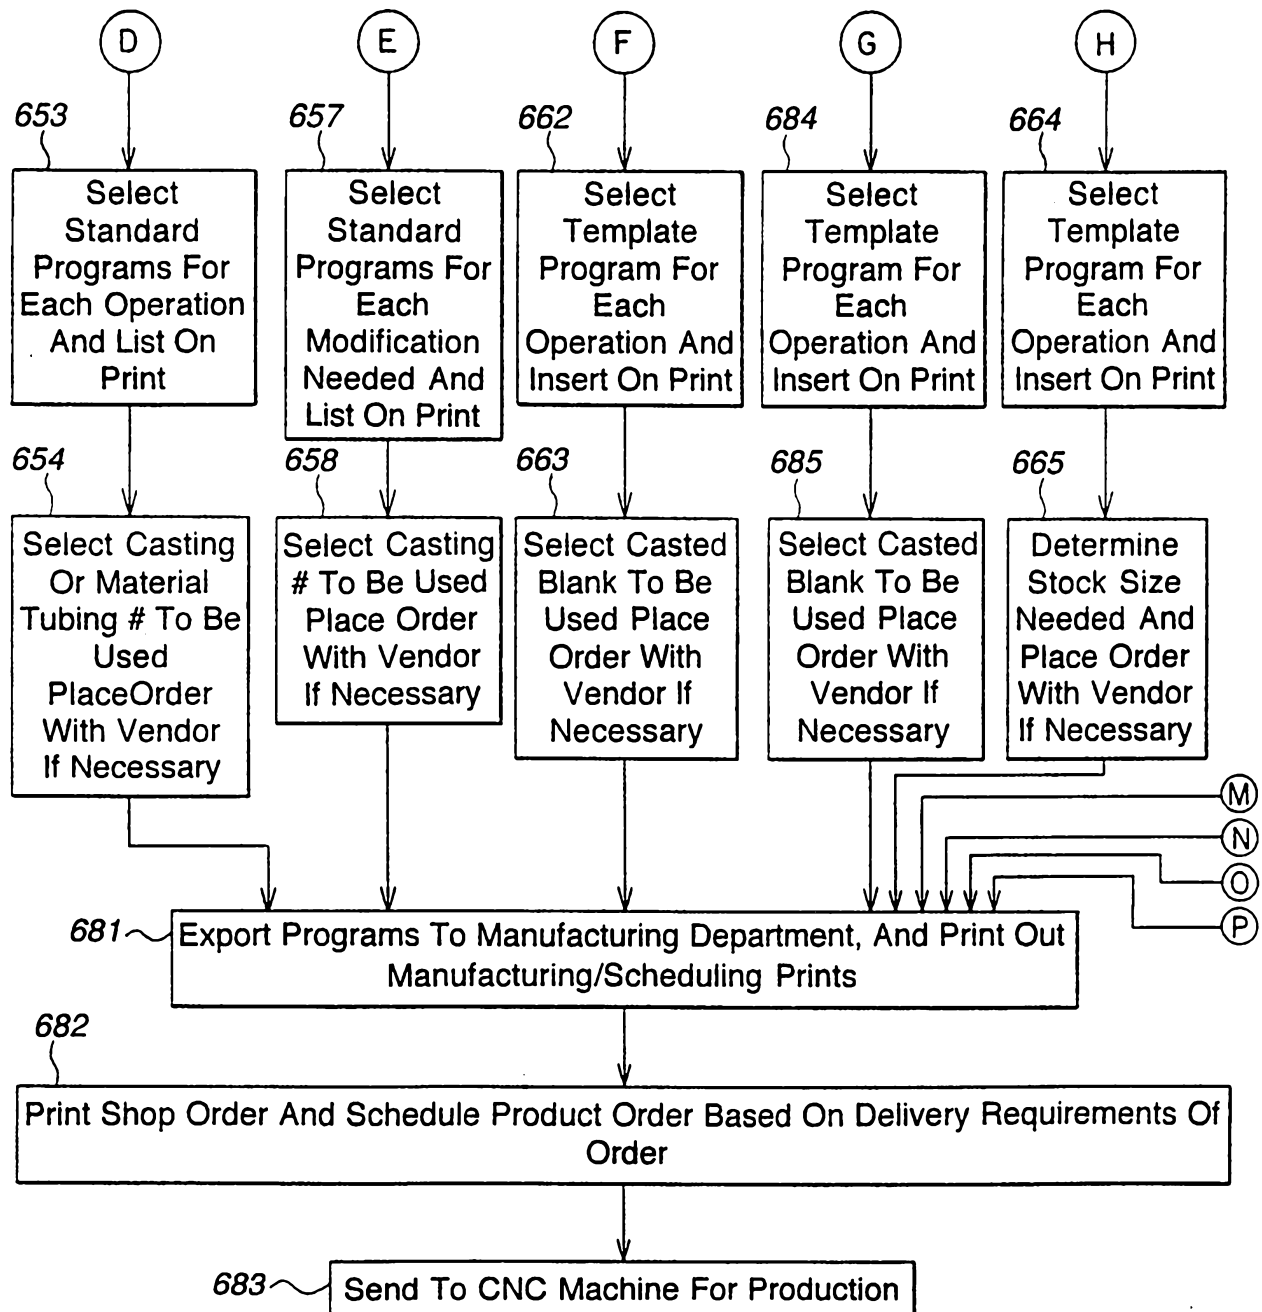 D
E
F
G
H
653
657
662
684
664
Select
Standard
Programs For
Each Operation
And List On
Print
Select
Standard
Programs For
Each
Modification
Needed And
List On Print
Select
Template
Program For
Each
Operation And
Insert On Print
Select
Template
Program For
Each
Operation And
Insert On Print
Select
Template
Program For
Each
Operation And
Insert On Print
654
658
663
685
665
Select Casting
Or Material
Tubing # To Be
Used
PlaceOrder
With Vendor
If Necessary
Select Casting
# To Be Used
Place Order
With Vendor
If Necessary
Select Casted
Blank To Be
Used Place
Order With
Vendor If
Necessary
Select Casted
Blank To Be
Used Place
Order With
Vendor If
Necessary
Determine
Stock Size
Needed And
Place Order
With Vendor
If Necessary
M
N
O
P
681
Export Programs To Manufacturing Department, And Print Out
Manufacturing/Scheduling Prints
682
Print Shop Order And Schedule Product Order Based On Delivery Requirements Of
Order
683
Send To CNC Machine For Production